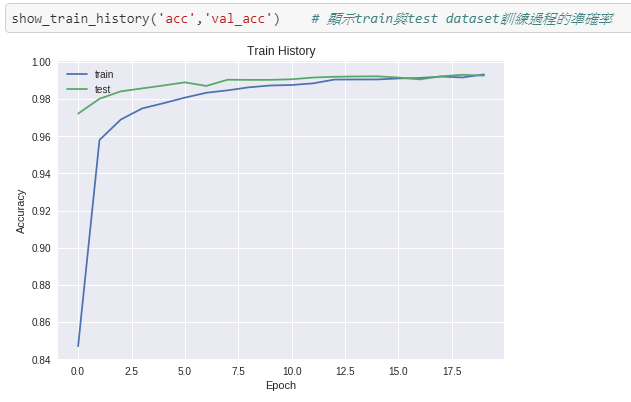 show_train_history('acc','val_acc')    # 顯示train與test dataset訓練過程的準確率
Train History
train
test
1.00
0.98
0.96
0.94
0.92
0.90
0.88
0.86
0.84
Accuracy
0.0 2.5 5.0 7.5 10.0 12.5 15.0 17.5
Epoch